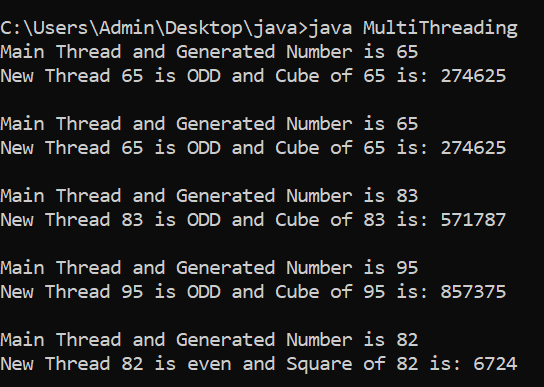 C:\Users\Admin\Desktop\java>java MultiThreading
Main Thread and Generated Number is 65
New Thread 65 is ODD and Cube of 65 is: 274625
Main Thread and Generated Number is 65
New Thread 65 is ODD and Cube of 65 is: 274625
Main Thread and Generated Number is 83
New Thread 83 is ODD and Cube of 83 is: 571787
Main Thread and Generated Number is 95
New Thread 95 is ODD and Cube of 95 is: 857375
Main Thread and Generated Number is 82
New Thread 82 is even and Square of 82 is: 6724